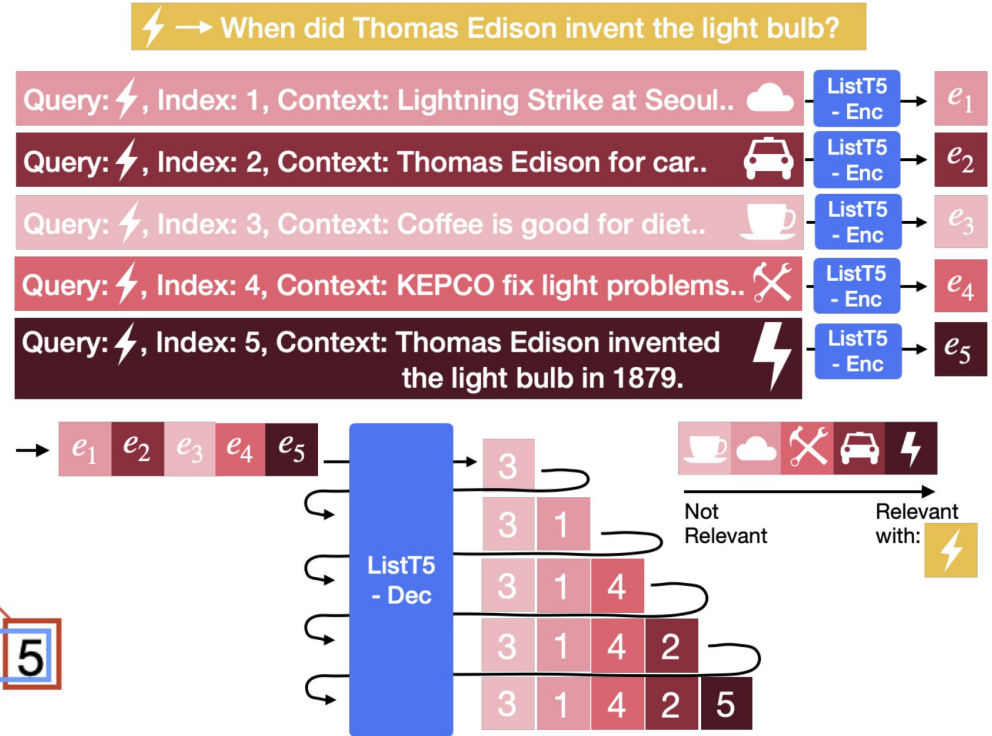 When did Thomas Edison invent the light bulb?
Query: , Index: 1, Context: Lightning Strike at Seoul..
ListT5
- Enc
e1
Query: , Index: 2, Context: Thomas Edison for car..
ListT5
- Enc
e2
Query: , Index: 3, Context: Coffee is good for diet..
ListT5
- Enc
e3
Query: , Index: 4, Context: KEPCO fix light problems..
ListT5
- Enc
e4
Query: , Index: 5, Context: Thomas Edison invented
the light bulb in 1879.
ListT5
- Enc
e5
e1 e2 e3 e4 e5
ListT5
- Dec
3
3 1
3 1 4
3 1 4 2
3 1 4 2 5
Not
Relevant
Relevant
with:
5